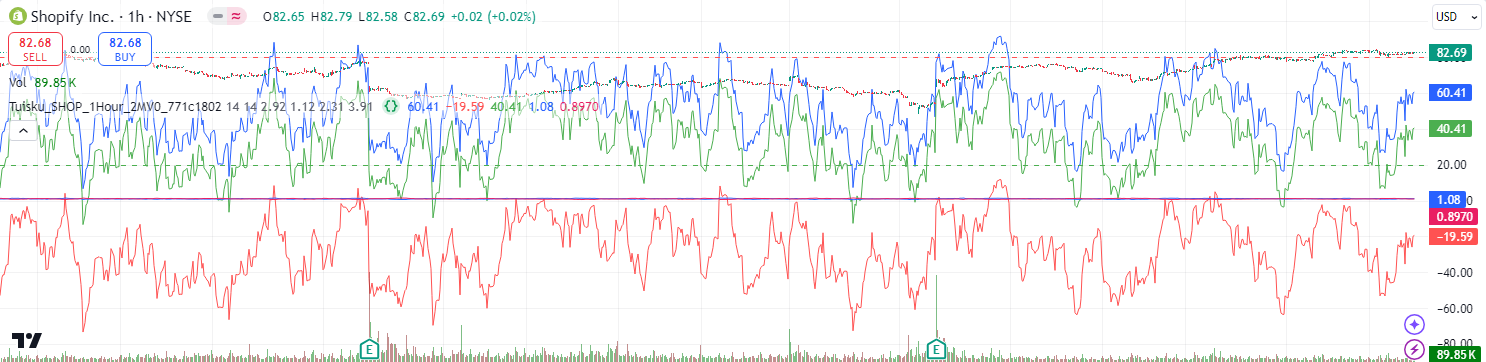 Shopify Inc. · 1h · NYSE O82.65 H82.79 L82.58 C82.69 +0.02 (+0.02%)
USD
82.68
SELL
0.00
82.68
BUY
82.69
Vol 89.85K
60.41
Tutsku_SHOP_1Hour_2MV0_771c1802 14 14 2.92 1.12 2.31 3.91 60.41 −19.59 40.41 1.08 0.8970
40.41
20.00
1.08
0.8970
−19.59
−40.00
−60.00
E
E
−80.00
89.85K